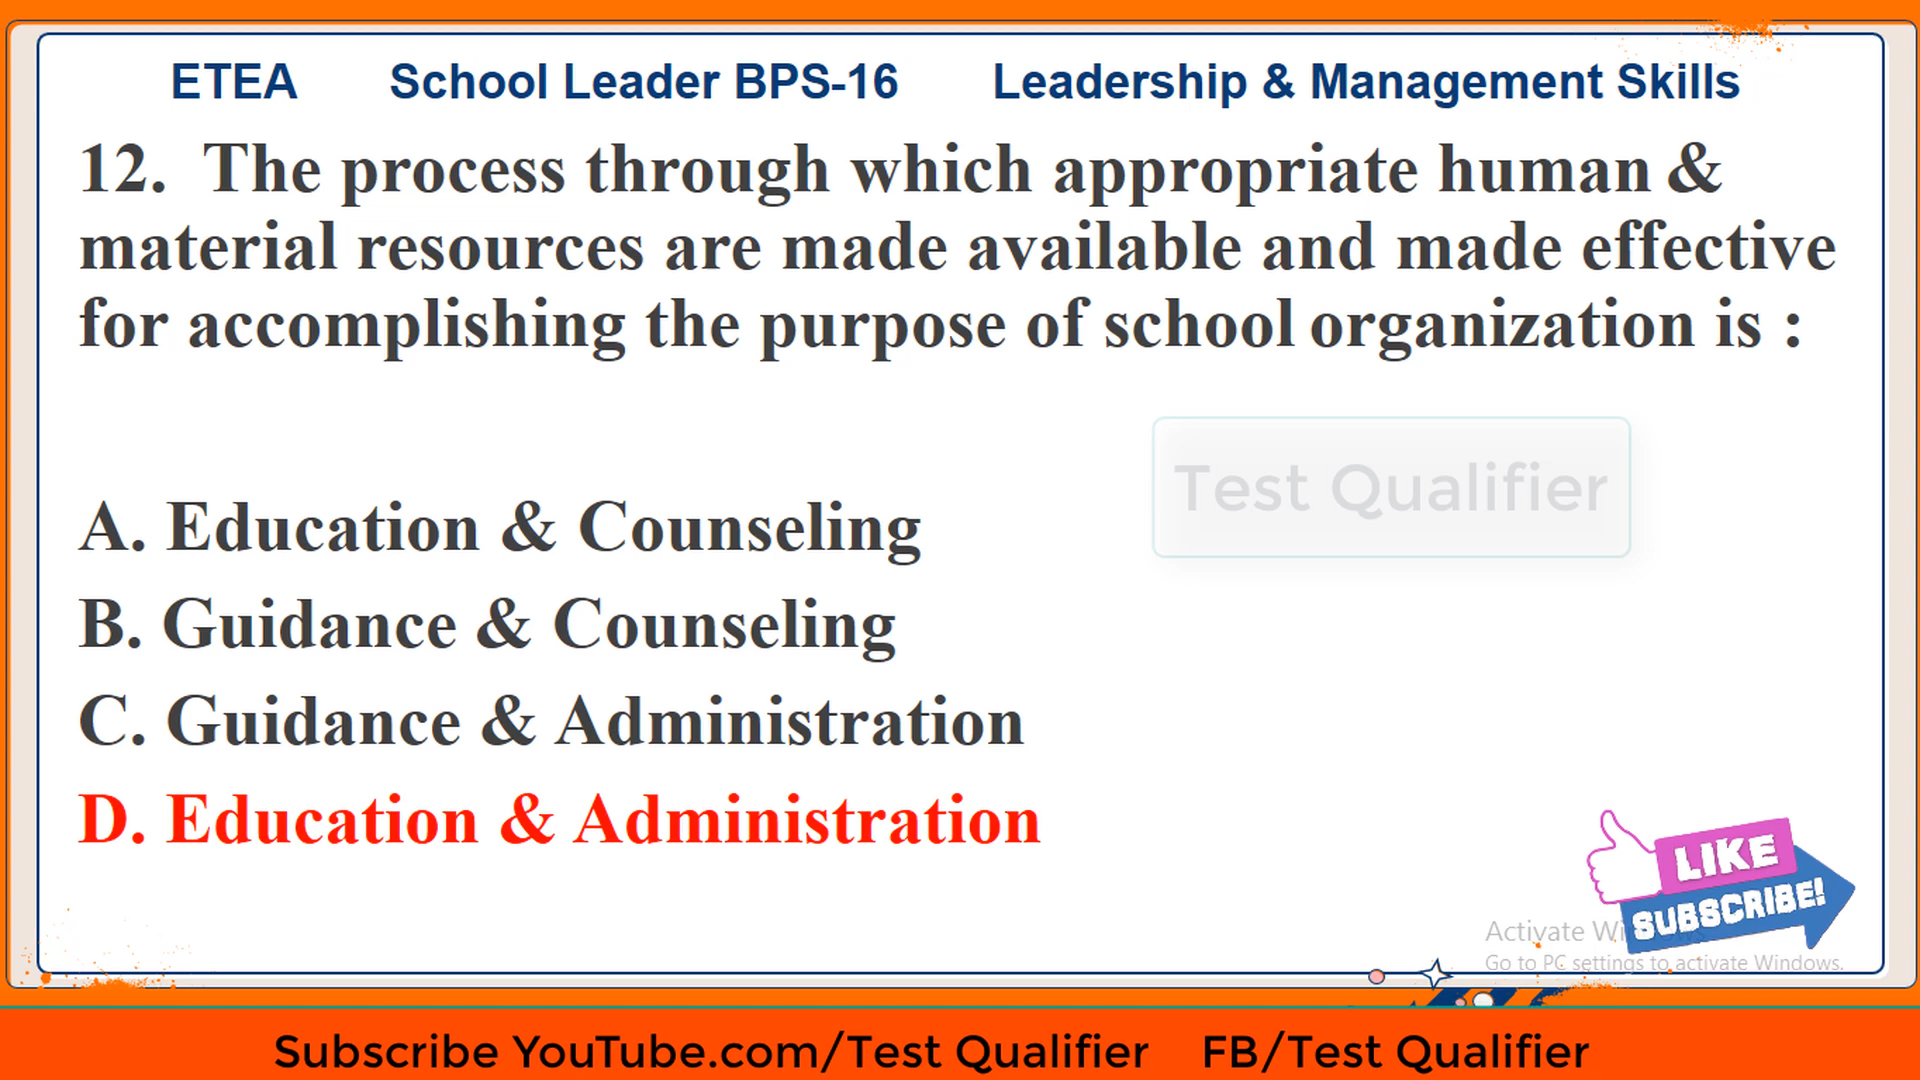 ETEA School Leader BPS-16 Leadership & Management Skills
12. The process through which appropriate human &
material resources are made available and made effective
for accomplishing the purpose of school organization is :
Test Qualifier
A. Education & Counseling
B. Guidance & Counseling
C. Guidance & Administration
D. Education & Administration
LIKE
SUBSCRIBE!
Activate Wi
Go to PC settings to activate Windows.
Subscribe YouTube.com/Test Qualifier FB/Test Qualifier